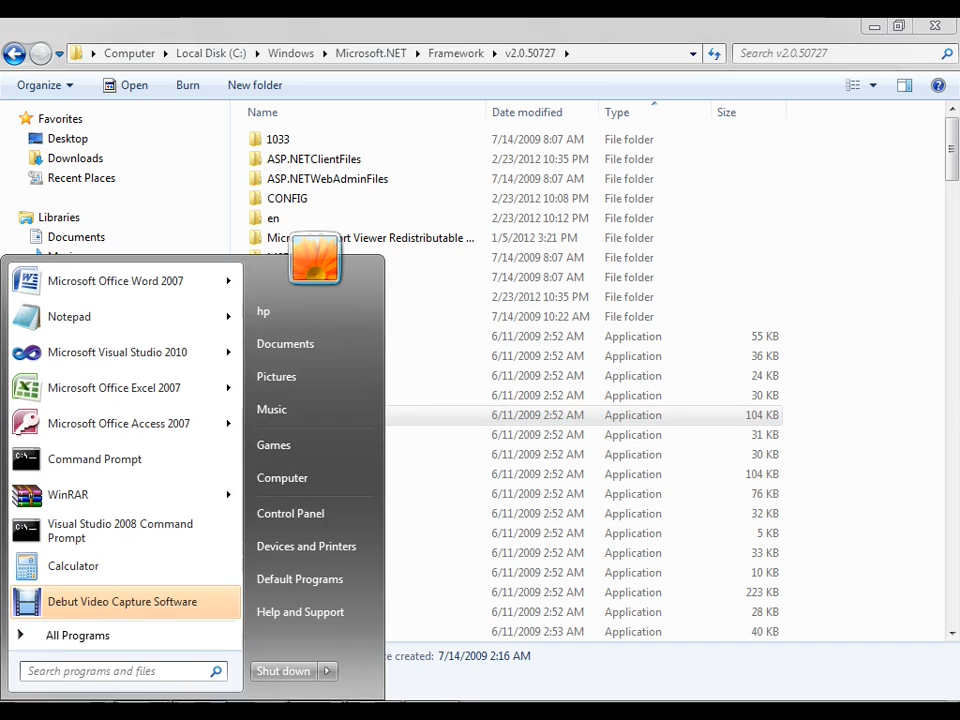 Computer Local Disk (C:) Windows Microsoft.NET Framework v2.0.50727 Search v2.0.50727
Organize Open Burn New folder
Name Date modified Type Size
Favorites
Desktop
Downloads
Recent Places
Libraries
Documents
1033 7/14/2009 8:07 AM File folder
ASP.NETClientFiles 2/23/2012 10:35 PM File folder
ASP.NETWebAdminFiles 7/14/2009 8:07 AM File folder
CONFIG 2/23/2012 10:08 PM File folder
en 2/23/2012 10:12 PM File folder
Viewer Redistributable ... 1/5/2012 3:21 PM File folder
7/14/2009 8:07 AM File folder
7/14/2009 8:07 AM File folder
2/23/2012 10:35 PM File folder
7/14/2009 10:22 AM File folder
6/11/2009 2:52 AM Application 55 KB
6/11/2009 2:52 AM Application 36 KB
6/11/2009 2:52 AM Application 24 KB
6/11/2009 2:52 AM Application 30 KB
6/11/2009 2:52 AM Application 104 KB
6/11/2009 2:52 AM Application 31 KB
6/11/2009 2:52 AM Application 30 KB
6/11/2009 2:52 AM Application 104 KB
6/11/2009 2:52 AM Application 76 KB
6/11/2009 2:52 AM Application 32 KB
6/11/2009 2:52 AM Application 5 KB
6/11/2009 2:52 AM Application 33 KB
6/11/2009 2:52 AM Application 10 KB
6/11/2009 2:52 AM Application 223 KB
6/11/2009 2:52 AM Application 28 KB
6/11/2009 2:53 AM Application 40 KB
created: 7/14/2009 2:16 AM
Microsoft Office Word 2007
Notepad
Microsoft Visual Studio 2010
Microsoft Office Excel 2007
Microsoft Office Access 2007
Command Prompt
WinRAR
Visual Studio 2008 Command
Prompt
Calculator
Debut Video Capture Software
All Programs
Search programs and files
hp
Documents
Pictures
Music
Games
Computer
Control Panel
Devices and Printers
Default Programs
Help and Support
Shut down